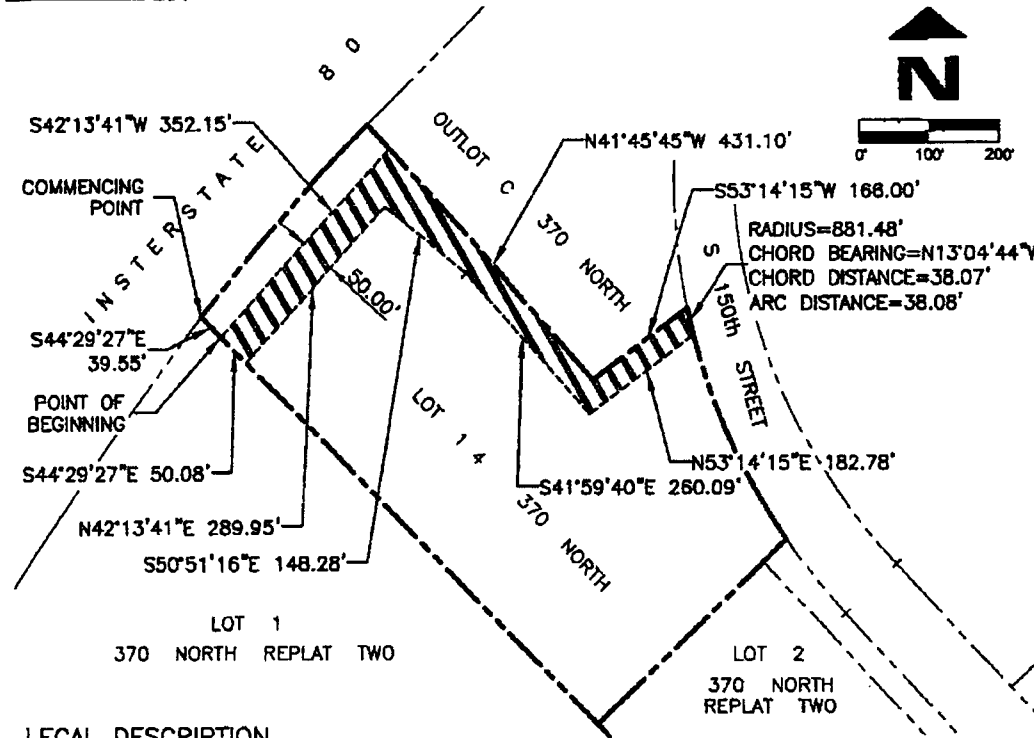 INSTERSTATE 80
N
0' 100' 200'
S42°13'41"W 352.15'
OUTLOT C
370 NORTH
N41°45'45"W 431.10'
COMMENCING
POINT
S53°14'15"W 166.00'
RADIUS=881.48'
CHORD BEARING=N13°04'44"W
CHORD DISTANCE=38.07'
ARC DISTANCE=38.08'
S 150th STREET
50.00'
S44°29'27"E
39.55'
POINT OF
BEGINNING
LOT 14
370 NORTH
S44°29'27"E 50.08'
N53°14'15"E 182.78'
S41°59'40"E 260.09'
N42°13'41"E 289.95'
S50°51'16"E 148.28'
LOT 1
370 NORTH REPLAT TWO
LOT 2
370 NORTH
REPLAT TWO
LEGAL DESCRIPTION